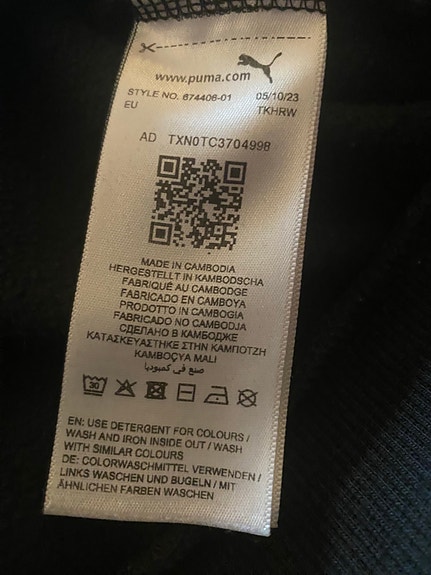 www.puma.com
STYLE NO. 674406-01 05/10/23
EU TKHRW
AD TXN0TC3704998
MADE IN CAMBODIA
HERGESTELLT IN KAMBODSCHA
FABRIQUÉ AU CAMBODGE
FABRICADO EN CAMBOYA
PRODOTTO IN CAMBOGIA
FABRICADO NO CAMBODJA
СДЕЛАНО В КАМБОДЖЕ
ΚΑΤΑΣΚΕΥΑΣΤΗΚΕ ΣΤΗΝ ΚΑΜΠΟΤΖΗ
KAMBOÇYA MALI
صنع في كمبوديا
30
EN: USE DETERGENT FOR COLOURS /
WASH AND IRON INSIDE OUT / WASH
WITH SIMILAR COLOURS
DE: COLORWASCHMITTEL VERWENDEN /
LINKS WASCHEN UND BUGELN / MIT
ÄHNLICHEN FARBEN WASCHEN